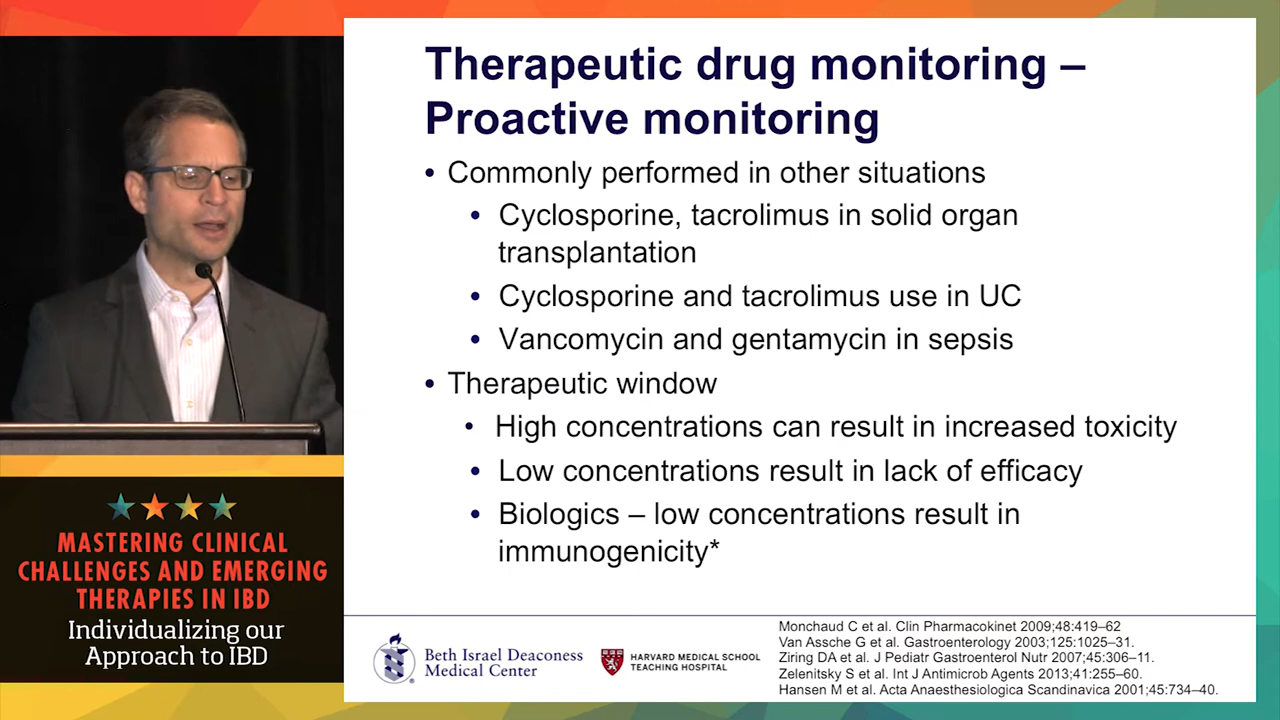 Therapeutic drug monitoring –
Proactive monitoring
• Commonly performed in other situations
• Cyclosporine, tacrolimus in solid organ
transplantation
• Cyclosporine and tacrolimus use in UC
• Vancomycin and gentamycin in sepsis
• Therapeutic window
• High concentrations can result in increased toxicity
• Low concentrations result in lack of efficacy
• Biologics – low concentrations result in
immunogenicity*
MASTERING CLINICAL
CHALLENGES AND EMERGING
THERAPIES IN IBD
Individualizing our
Approach to IBD
Beth Israel Deaconess
Medical Center
HARVARD MEDICAL SCHOOL
TEACHING HOSPITAL
Monchaud C et al. Clin Pharmacokinet 2009;48:419–62
Van Assche G et al. Gastroenterology 2003;125:1025–31.
Ziring DA et al. J Pediatr Gastroenterol Nutr 2007;45:306–11.
Zelenitsky S et al. Int J Antimicrob Agents 2013;41:255–60.
Hansen M et al. Acta Anaesthesiologica Scandinavica 2001;45:734–40.